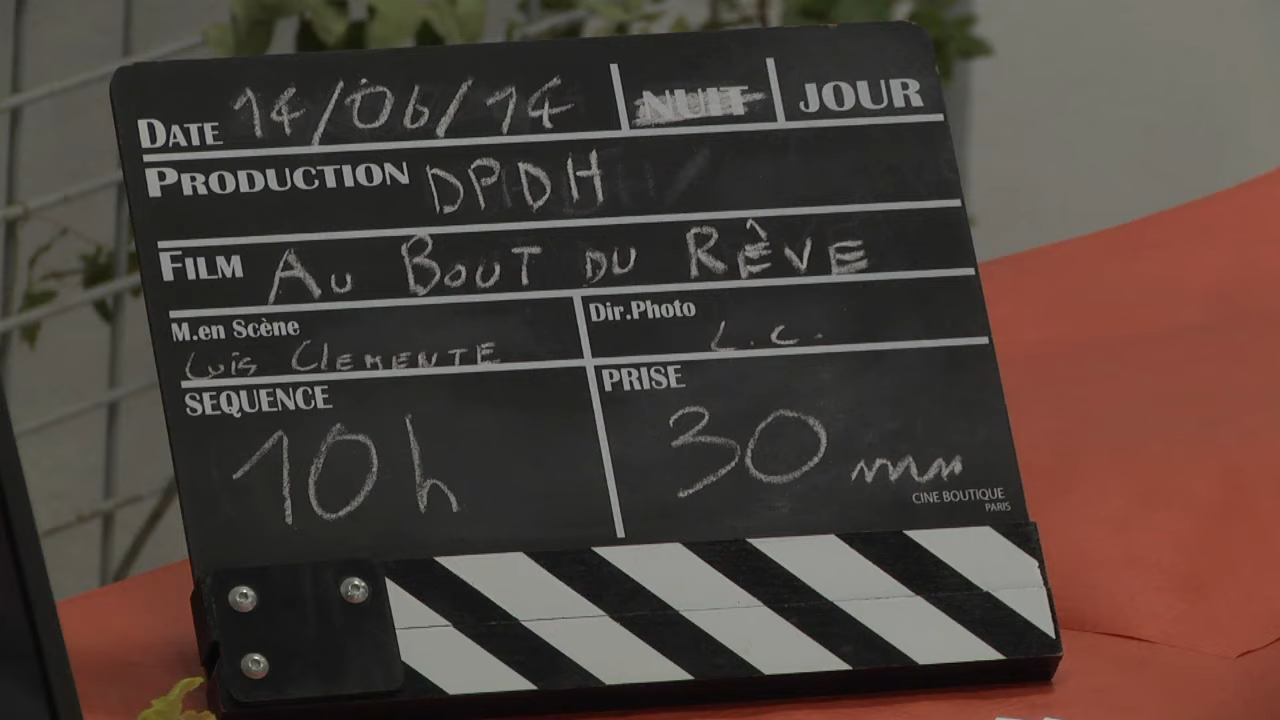 DATE 14/06/14 NUIT JOUR
PRODUCTION DPDH
FILM AU BOUT DU RÊVE
M.en Scène Dir.Photo
Luis CLEMENTE L.C.
SEQUENCE PRISE
10h 30 mn
CINE BOUTIQUE
PARIS